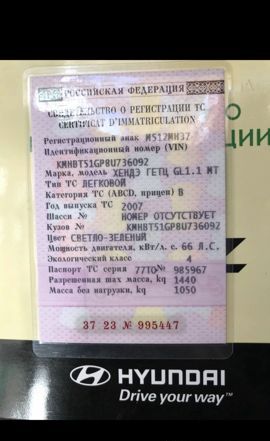 РОССИЙСКАЯ ФЕДЕРАЦИЯ
СВИДЕТЕЛЬСТВО О РЕГИСТРАЦИИ ТС
CERTIFICAT D'IMMATRICULATION
Регистрационный знак М512МН37
Идентификационный номер (VIN)
KMHBT51GP8U736092
Марка, модель ХЕНДЭ ГЕТЦ GL1.1 МТ
Тип ТС ЛЕГКОВОЙ
Категория ТС (ABCD, прицеп) В
Год выпуска ТС 2007
Шасси № НОМЕР ОТСУТСТВУЕТ
Кузов № KMHBT51GP8U736092
Цвет СВЕТЛО-ЗЕЛЕНЫЙ
Мощность двигателя, кВт/л. с. 66 Л.С.
Экологический класс 4
Паспорт ТС серия 77ТО № 985967
Разрешенная max масса, kg 1440
Масса без нагрузки, kg 1050
37 23 № 995447
HYUNDAI
Drive your way™